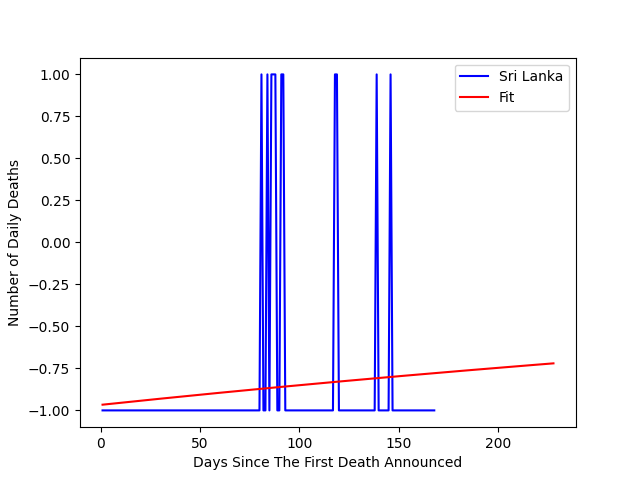 Sri Lanka
Fit
1.00
0.75
0.50
0.25
0.00
−0.25
−0.50
−0.75
−1.00
Number of Daily Deaths
0 50 100 150 200
Days Since The First Death Announced